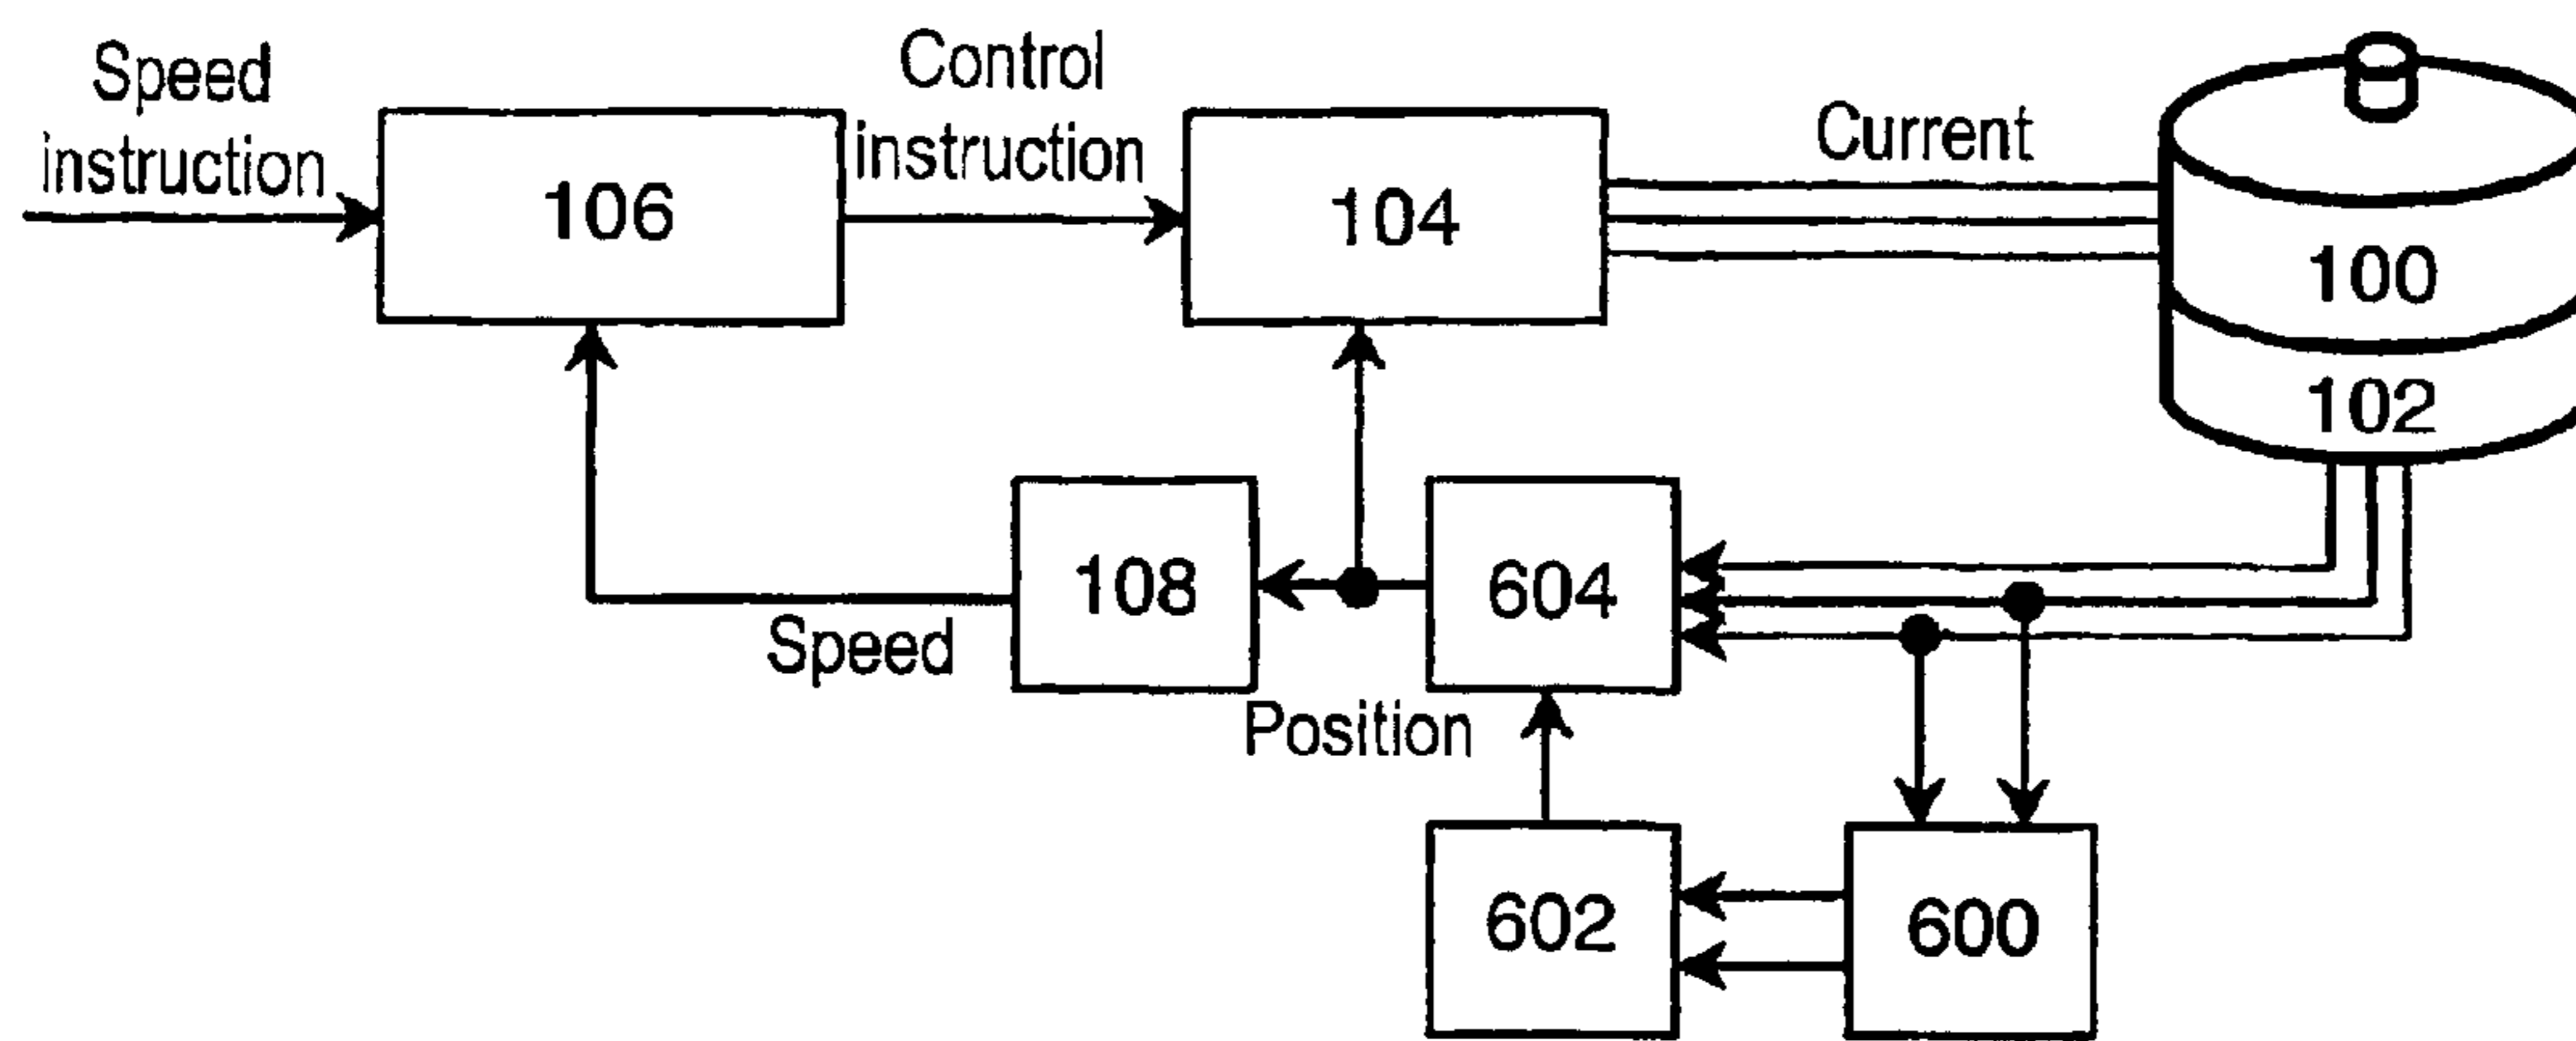 Speed
instruction
106
Control
instruction
104
Current
100
102
108
604
Speed
Position
602
600